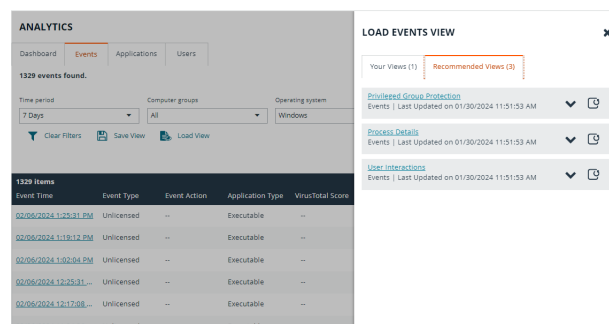 ANALYTICS
Dashboard Events Applications Users
1329 events found.
Time period Computer groups Operating system
7 Days All Windows
Clear Filters Save View Load View
1329 items
Event Time Event Type Event Action Application Type VirusTotal Score
02/06/2024 1:25:31 PM Unlicensed -- Executable --
02/06/2024 1:19:12 PM Unlicensed -- Executable --
02/06/2024 1:02:04 PM Unlicensed -- Executable --
02/06/2024 12:25:31 ... Unlicensed -- Executable --
02/06/2024 12:17:08 ... Unlicensed -- Executable --
LOAD EVENTS VIEW
Your Views (1) Recommended Views (3)
Privileged Group Protection
Events | Last Updated on 01/30/2024 11:51:53 AM
Process Details
Events | Last Updated on 01/30/2024 11:51:53 AM
User Interactions
Events | Last Updated on 01/30/2024 11:51:53 AM